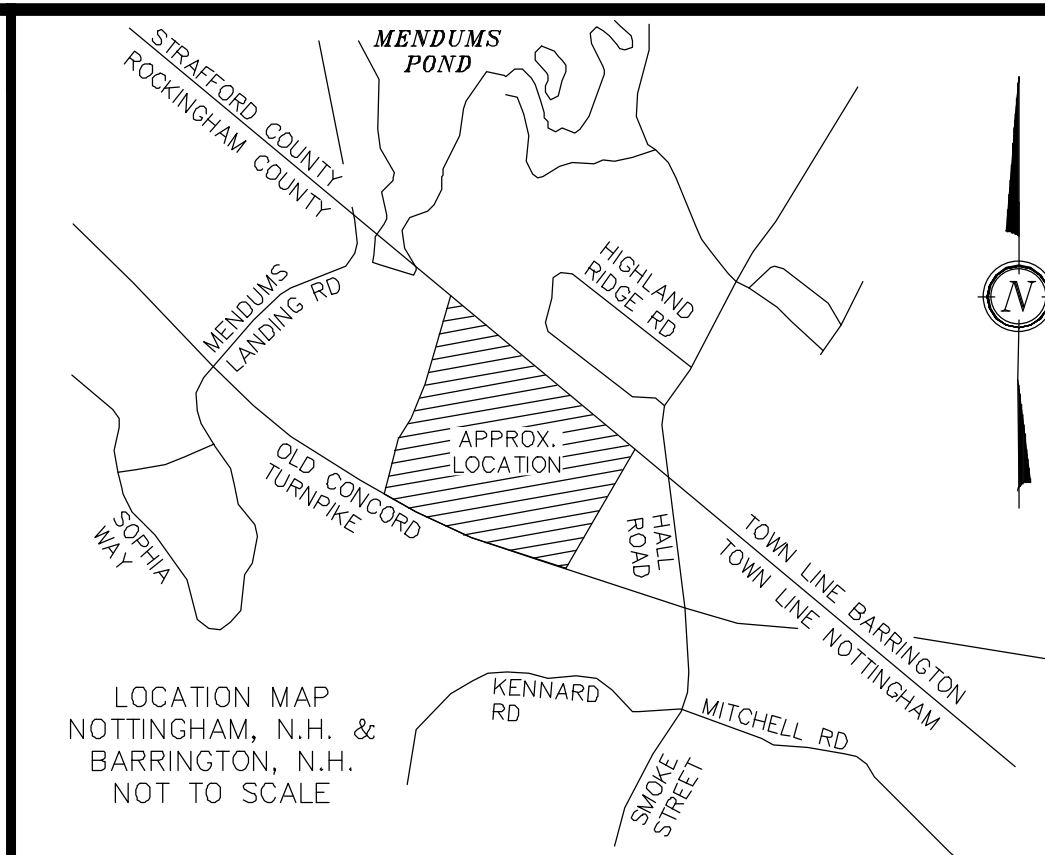 MENDUMS
POND
STRAFFORD COUNTY
ROCKINGHAM COUNTY
HIGHLAND
RIDGE RD
N
MENDUMS
LANDING RD
APPROX.
LOCATION
OLD CONCORD
TURNPIKE
SOPHIA
WAY
HALL
ROAD
TOWN LINE BARRINGTON
TOWN LINE NOTTINGHAM
KENNARD
RD
MITCHELL RD
SMOKE
STREET
LOCATION MAP
NOTTINGHAM, N.H. &
BARRINGTON, N.H.
NOT TO SCALE